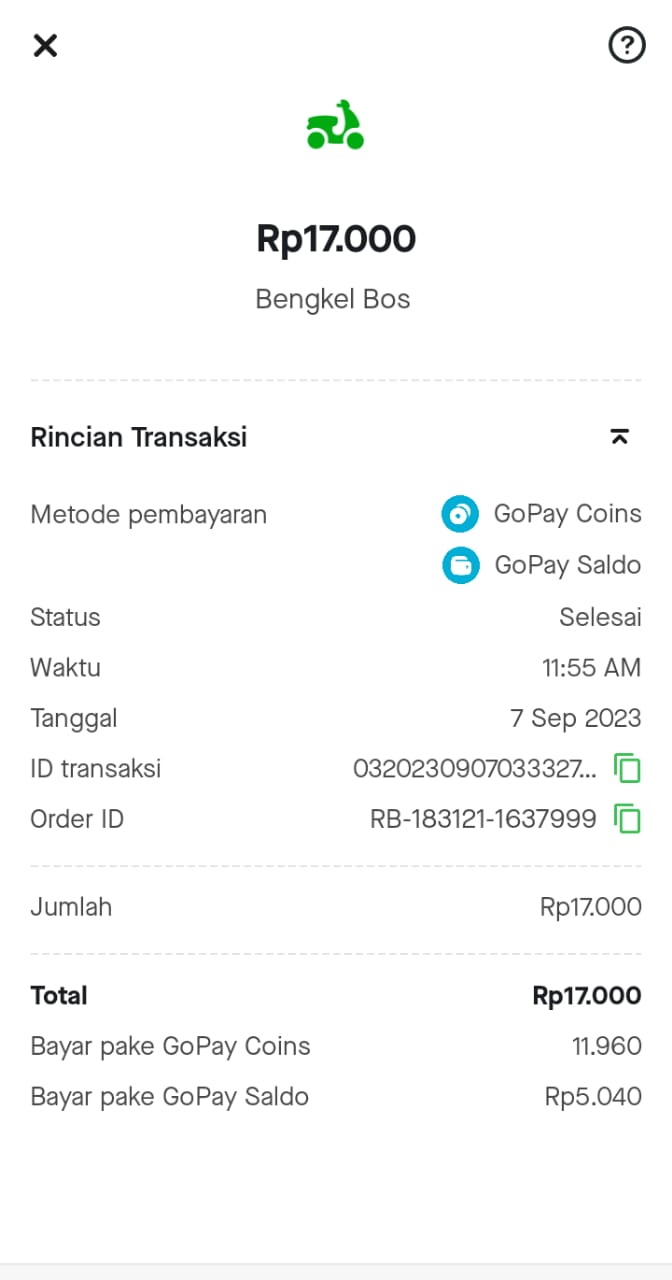 Rp17.000
Bengkel Bos
Rincian Transaksi
Metode pembayaran GoPay Coins
GoPay Saldo
Status Selesai
Waktu 11:55 AM
Tanggal 7 Sep 2023
ID transaksi 0320230907033327...
Order ID RB-183121-1637999
Jumlah Rp17.000
Total Rp17.000
Bayar pake GoPay Coins 11.960
Bayar pake GoPay Saldo Rp5.040